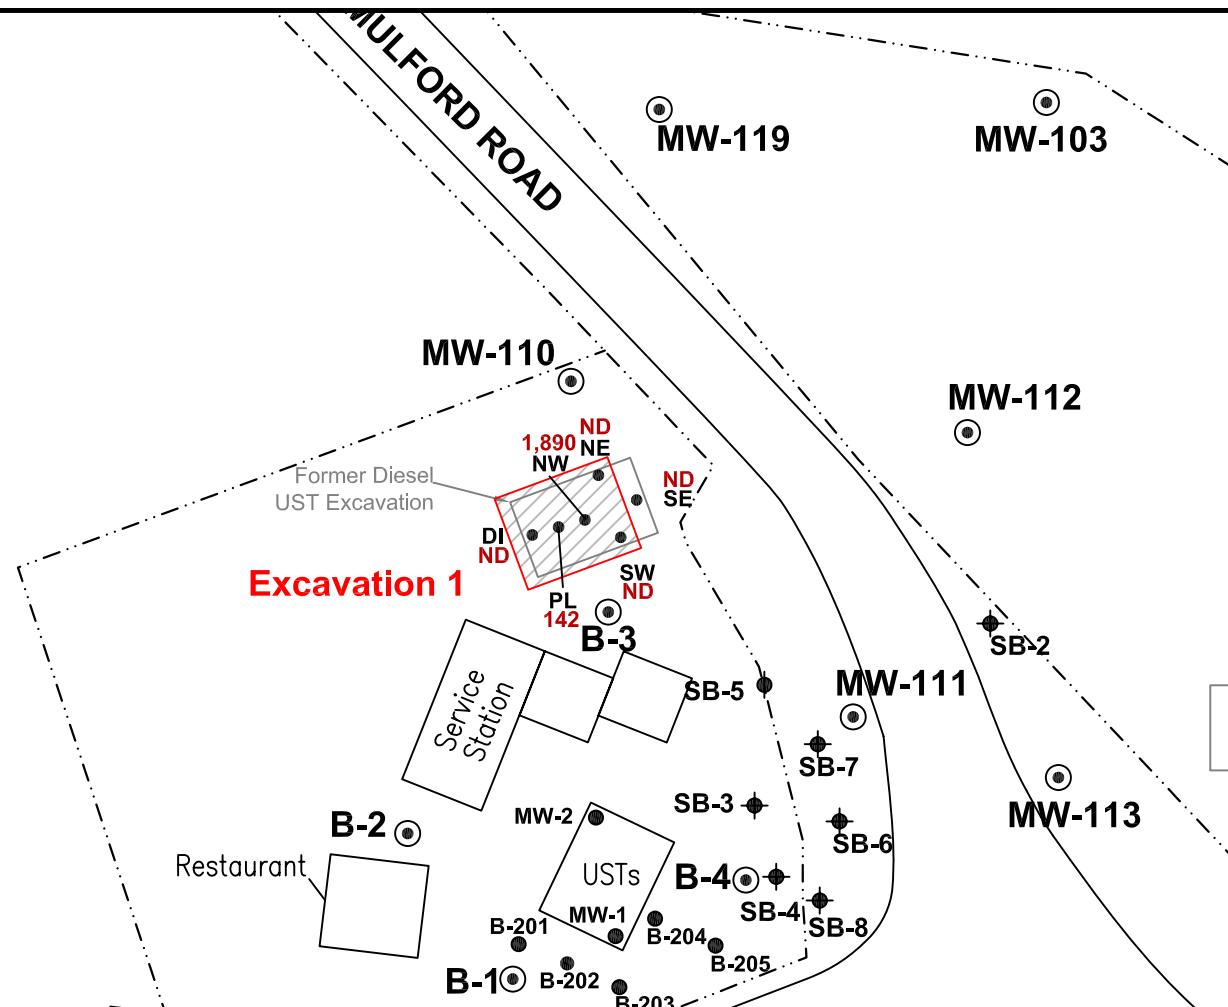 MULFORD ROAD
MW-119
MW-103
MW-110
MW-112
ND
1,890
NE
NW
Former Diesel
UST Excavation
ND
SE
DI
ND
Excavation 1
SW
ND
PL
142
B-3
SB-2
Service
Station
SB-5
MW-111
SB-7
MW-113
SB-3
MW-2
B-2
SB-6
Restaurant
USTs
B-4
SB-4
MW-1
SB-8
B-201
B-204
B-205
B-1
B-202
B-203